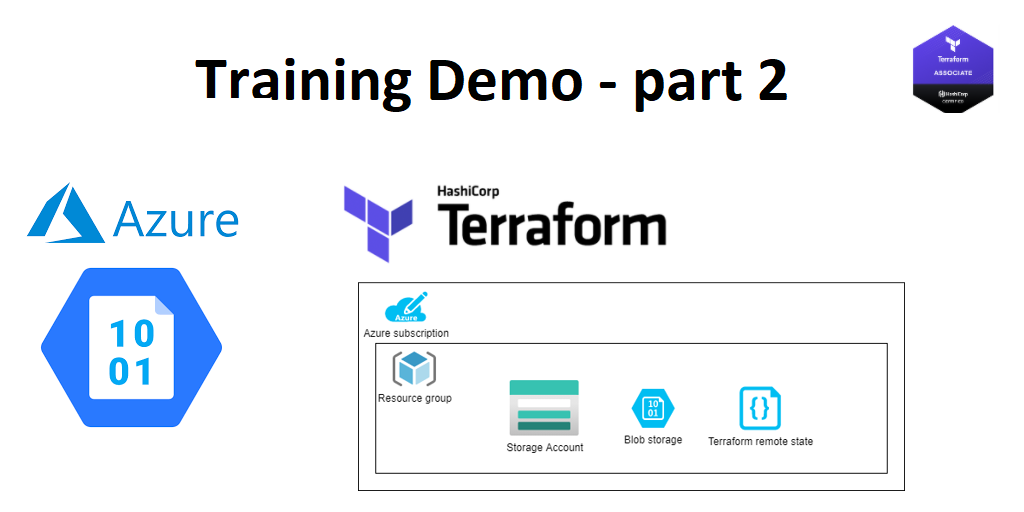 Training Demo - part 2
Terraform
ASSOCIATE
HashiCorp
CERTIFIED
Azure
HashiCorp
Terraform
10
01
Azure
Azure subscription
Resource group
10
01
{}
Storage Account
Blob storage
Terraform remote state